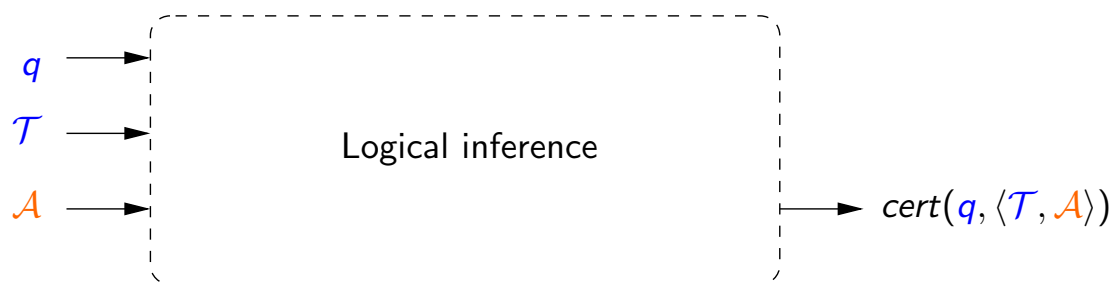 q
𝒯
Logical inference
𝒜
cert(q, ⟨𝒯, 𝒜⟩)